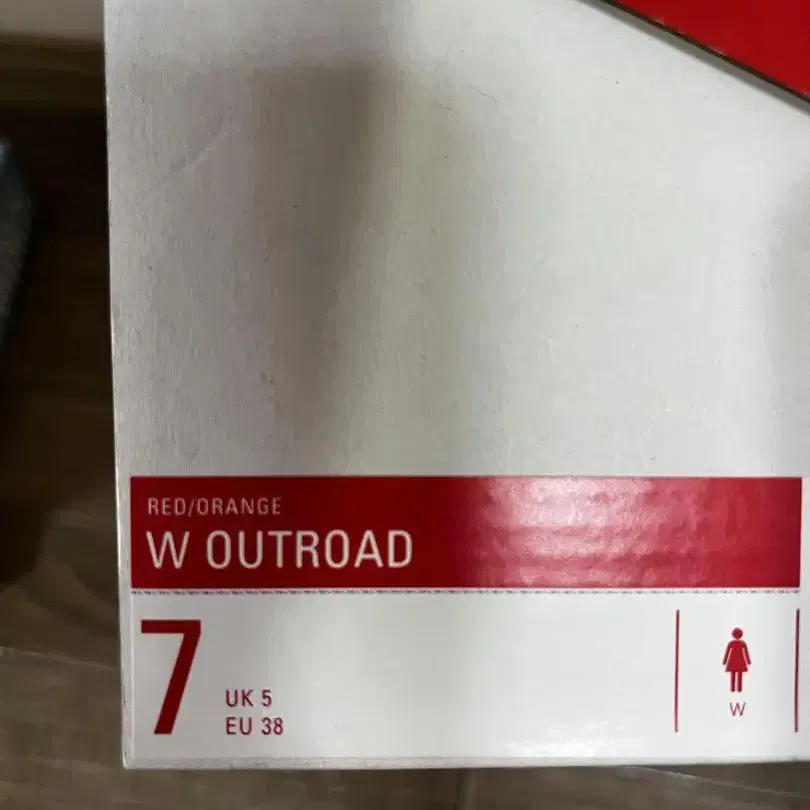 RED/ORANGE
W OUTROAD
7
UK 5
EU 38
W